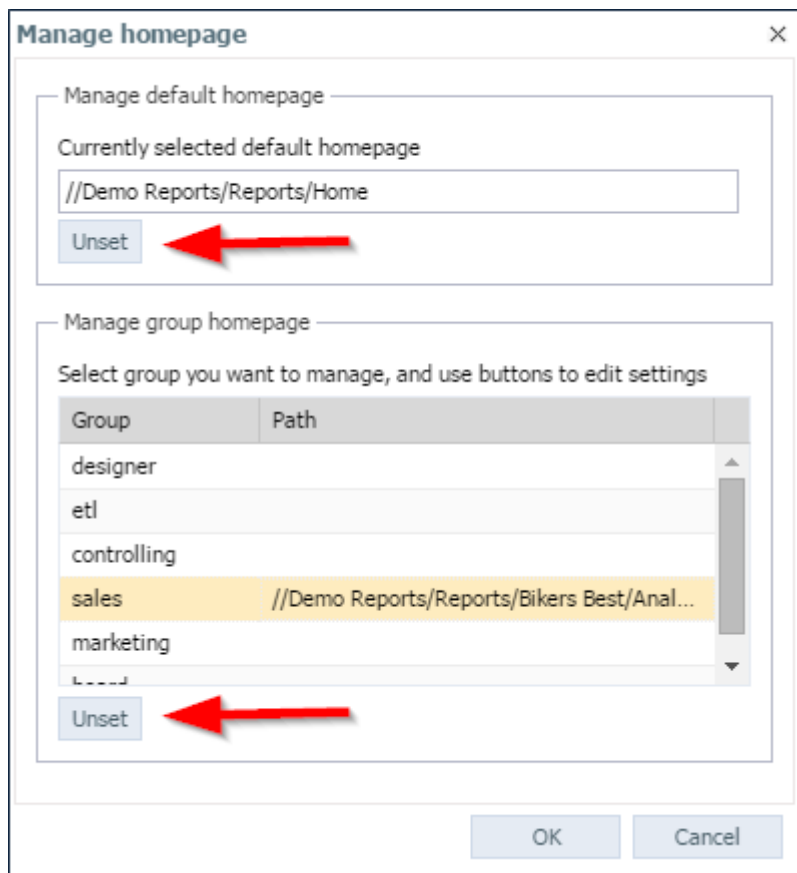 Manage homepage
Manage default homepage
Currently selected default homepage
//Demo Reports/Reports/Home
Unset
Manage group homepage
Select group you want to manage, and use buttons to edit settings
Group Path
designer
etl
controlling
sales //Demo Reports/Reports/Bikers Best/Anal...
marketing
Unset
OK Cancel